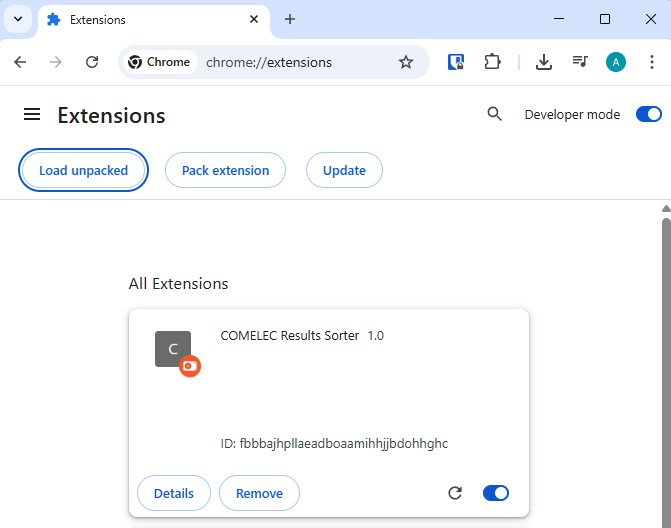 Extensions
Chrome chrome://extensions A
Extensions Developer mode
Load unpacked Pack extension Update
All Extensions
C COMELEC Results Sorter 1.0
ID: fbbbajhpllaeadboaamihhjjbdohhghc
Details Remove